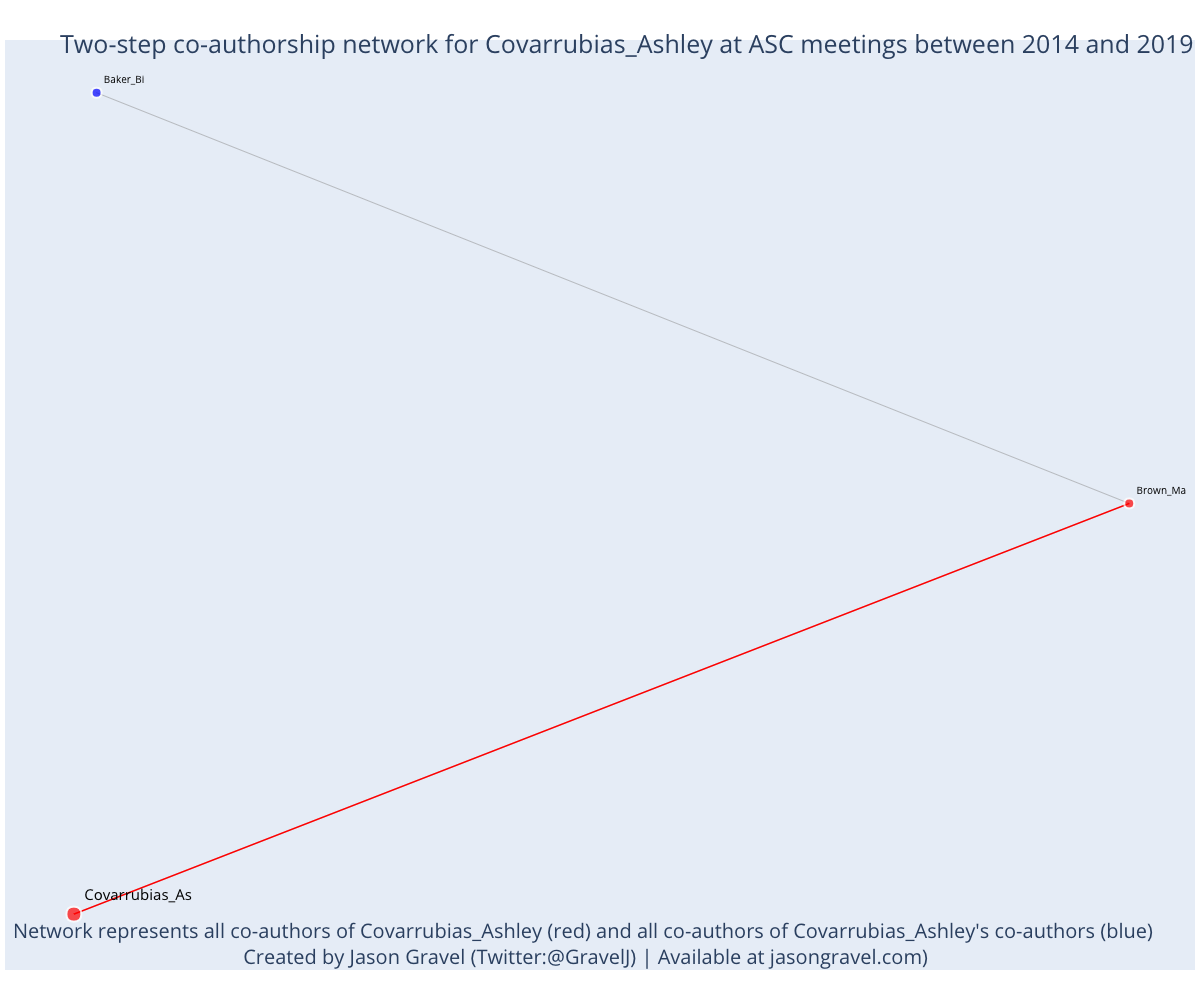 Two-step co-authorship network for Covarrubias_Ashley at ASC meetings between 2014 and 2019
Baker_Bi
Brown_Ma
Covarrubias_As
Network represents all co-authors of Covarrubias_Ashley (red) and all co-authors of Covarrubias_Ashley's co-authors (blue)
Created by Jason Gravel (Twitter:@GravelJ) | Available at jasongravel.com)